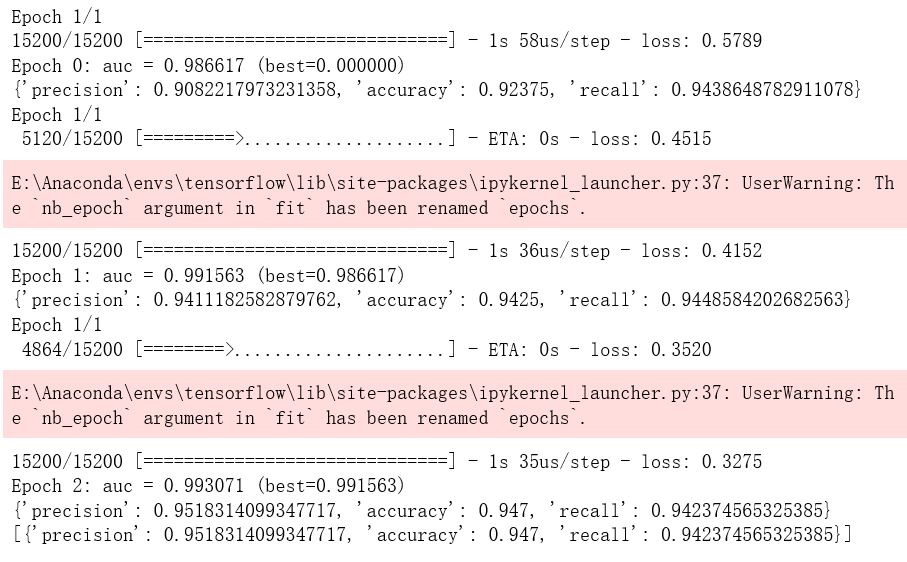 Epoch 1/1
15200/15200 [==============================] - 1s 58us/step - loss: 0.5789
Epoch 0: auc = 0.986617 (best=0.000000)
{'precision': 0.9082217973231358, 'accuracy': 0.92375, 'recall': 0.9438648782911078}
Epoch 1/1
 5120/15200 [=========>....................] - ETA: 0s - loss: 0.4515
E:\Anaconda\envs\tensorflow\lib\site-packages\ipykernel_launcher.py:37: UserWarning: Th
e `nb_epoch` argument in `fit` has been renamed `epochs`.
15200/15200 [==============================] - 1s 36us/step - loss: 0.4152
Epoch 1: auc = 0.991563 (best=0.986617)
{'precision': 0.9411182582879762, 'accuracy': 0.9425, 'recall': 0.9448584202682563}
Epoch 1/1
 4864/15200 [========>.....................] - ETA: 0s - loss: 0.3520
E:\Anaconda\envs\tensorflow\lib\site-packages\ipykernel_launcher.py:37: UserWarning: Th
e `nb_epoch` argument in `fit` has been renamed `epochs`.
15200/15200 [==============================] - 1s 35us/step - loss: 0.3275
Epoch 2: auc = 0.993071 (best=0.991563)
{'precision': 0.9518314099347717, 'accuracy': 0.947, 'recall': 0.942374565325385}
[{'precision': 0.9518314099347717, 'accuracy': 0.947, 'recall': 0.942374565325385}]